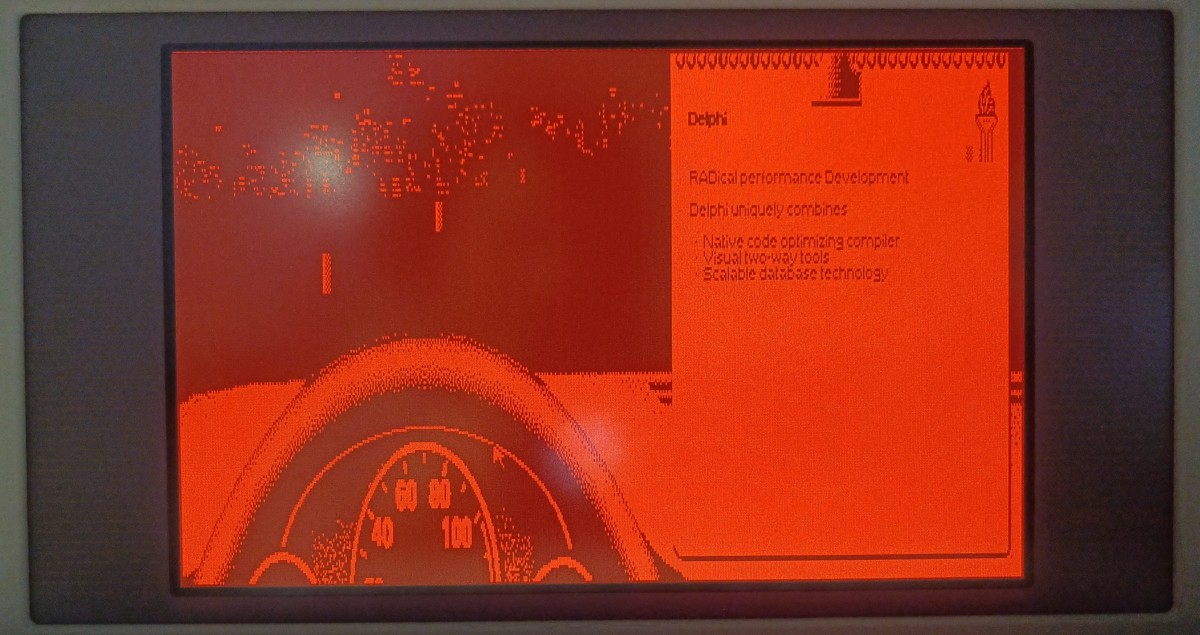 Delphi
RADical performance Development
Delphi uniquely combines
· Native code optimizing compiler
· Visual two-way tools
· Scalable database technology
60 80
40 100